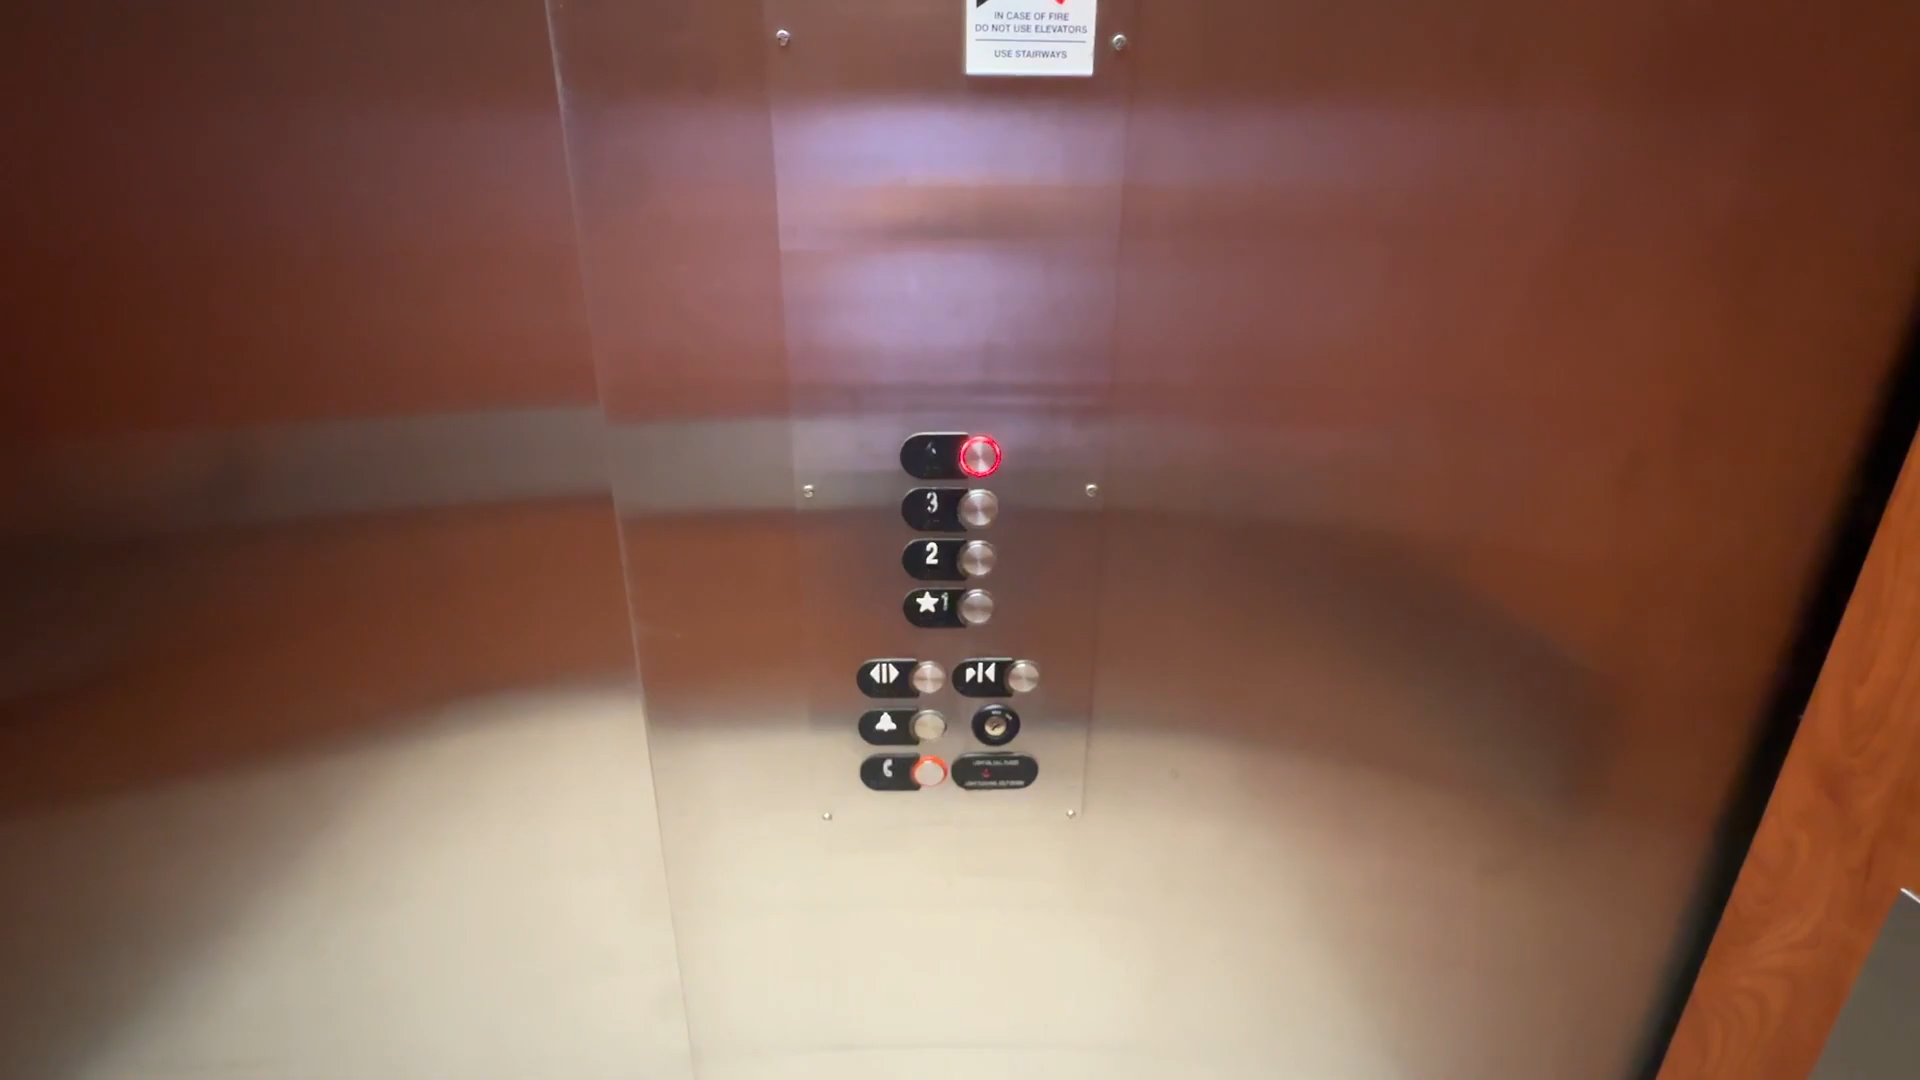 IN CASE OF FIRE
DO NOT USE ELEVATORS
USE STAIRWAYS
3
2
★1